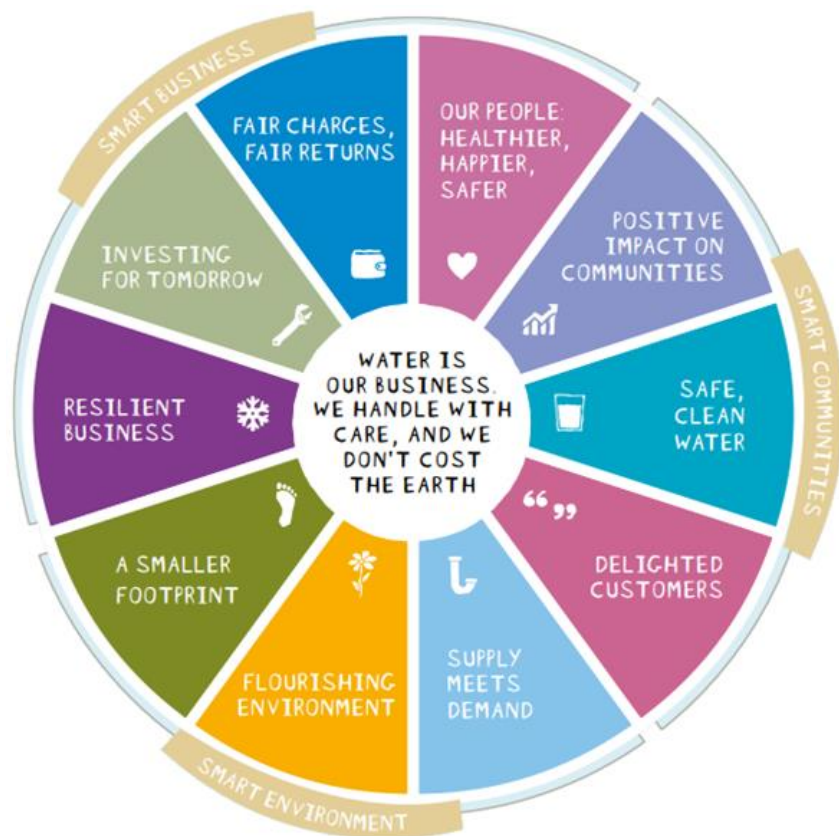 SMART BUSINESS
FAIR CHARGES,
FAIR RETURNS
OUR PEOPLE:
HEALTHIER,
HAPPIER,
SAFER
POSITIVE
IMPACT ON
COMMUNITIES
SMART COMMUNITIES
SAFE,
CLEAN
WATER
DELIGHTED
CUSTOMERS
SUPPLY
MEETS
DEMAND
SMART ENVIRONMENT
FLOURISHING
ENVIRONMENT
A SMALLER
FOOTPRINT
RESILIENT
BUSINESS
INVESTING
FOR TOMORROW
WATER IS
OUR BUSINESS.
WE HANDLE WITH
CARE, AND WE
DON'T COST
THE EARTH